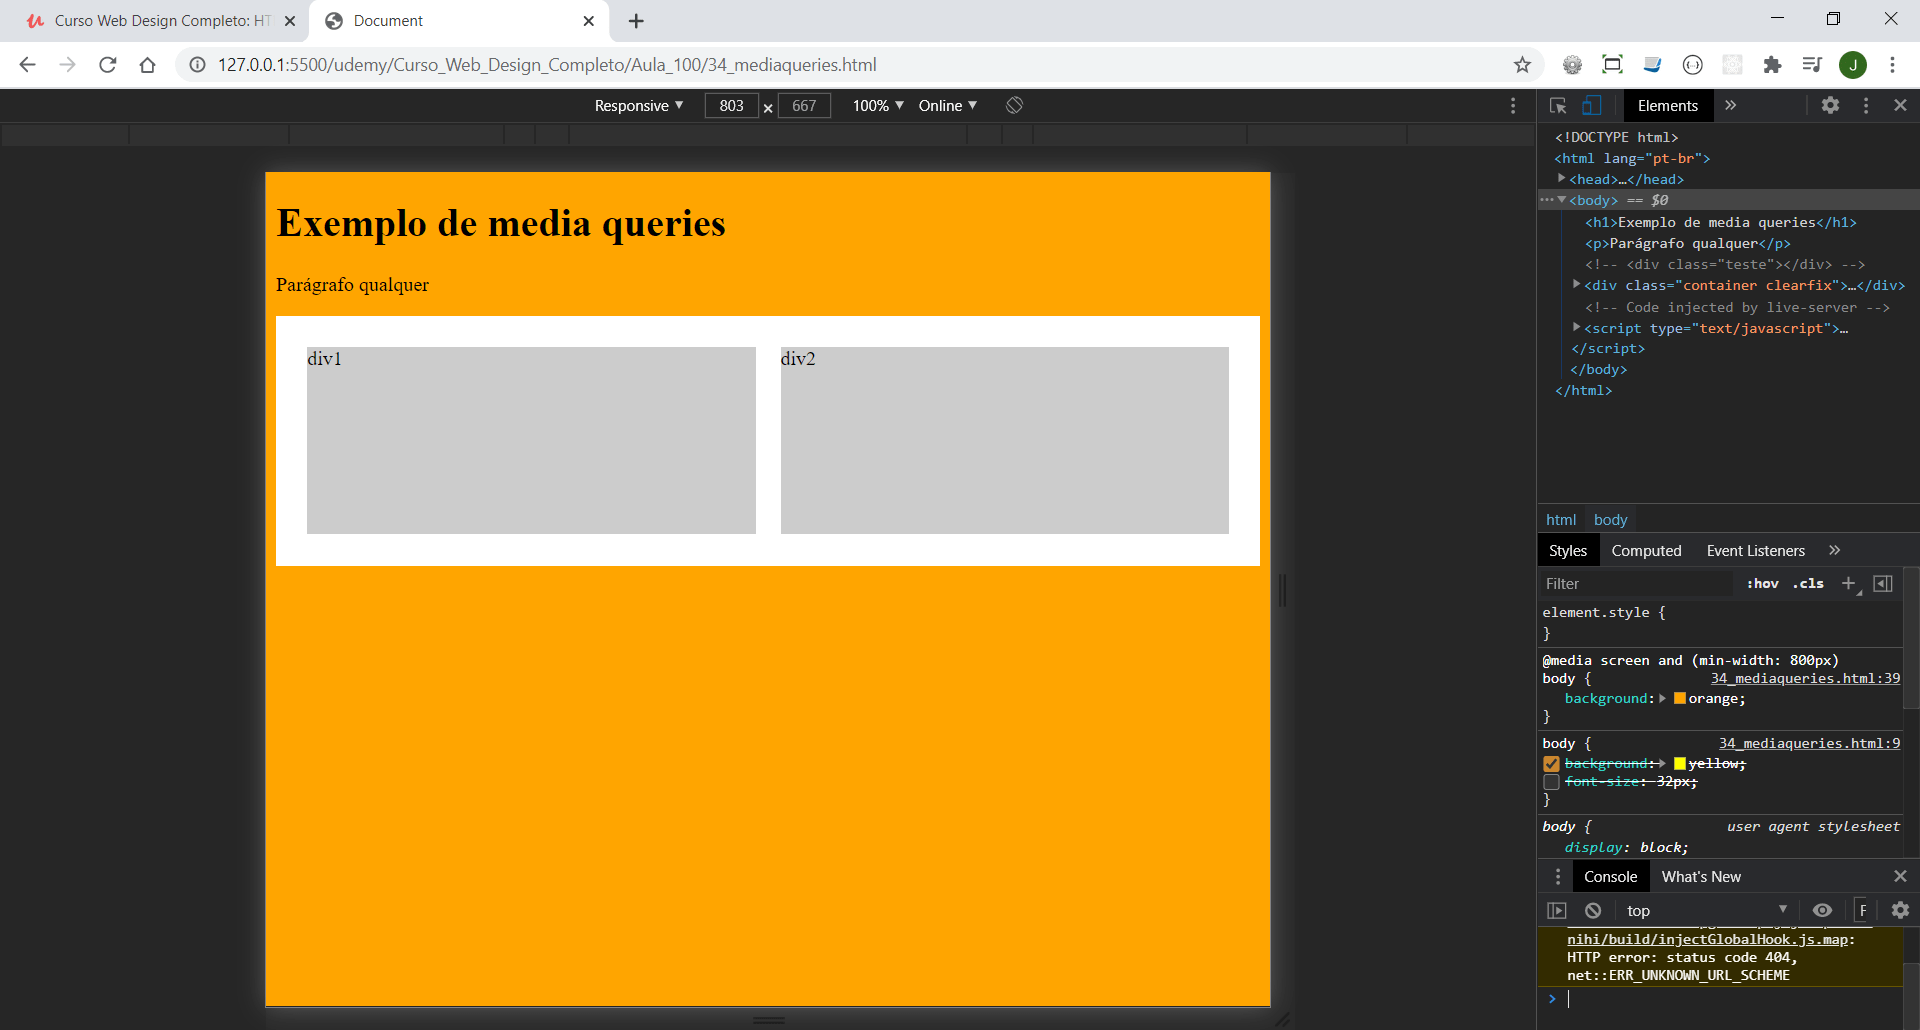 Curso Web Design Completo: HT
Document
127.0.0.1:5500/udemy/Curso_Web_Design_Completo/Aula_100/34_mediaqueries.html
J
Responsive ▼ 803 × 667 100% ▼ Online ▼
Elements »
Exemplo de media queries
Parágrafo qualquer
div1
div2
<!DOCTYPE html>
<html lang="pt-br">
<head>…</head>
<body> == $0
<h1>Exemplo de media queries</h1>
<p>Parágrafo qualquer</p>
<!-- <div class="teste"></div> -->
<div class="container clearfix">…</div>
<!-- Code injected by live-server -->
<script type="text/javascript">…
</script>
</body>
</html>
html body
Styles Computed Event Listeners »
Filter :hov .cls +
element.style {
}
@media screen and (min-width: 800px)
body { 34_mediaqueries.html:39
background: orange;
}
body { 34_mediaqueries.html:9
background: yellow;
font-size: 32px;
}
body { user agent stylesheet
display: block;
Console What's New
top ▼ F
nihi/build/injectGlobalHook.js.map:
HTTP error: status code 404,
net::ERR_UNKNOWN_URL_SCHEME
>